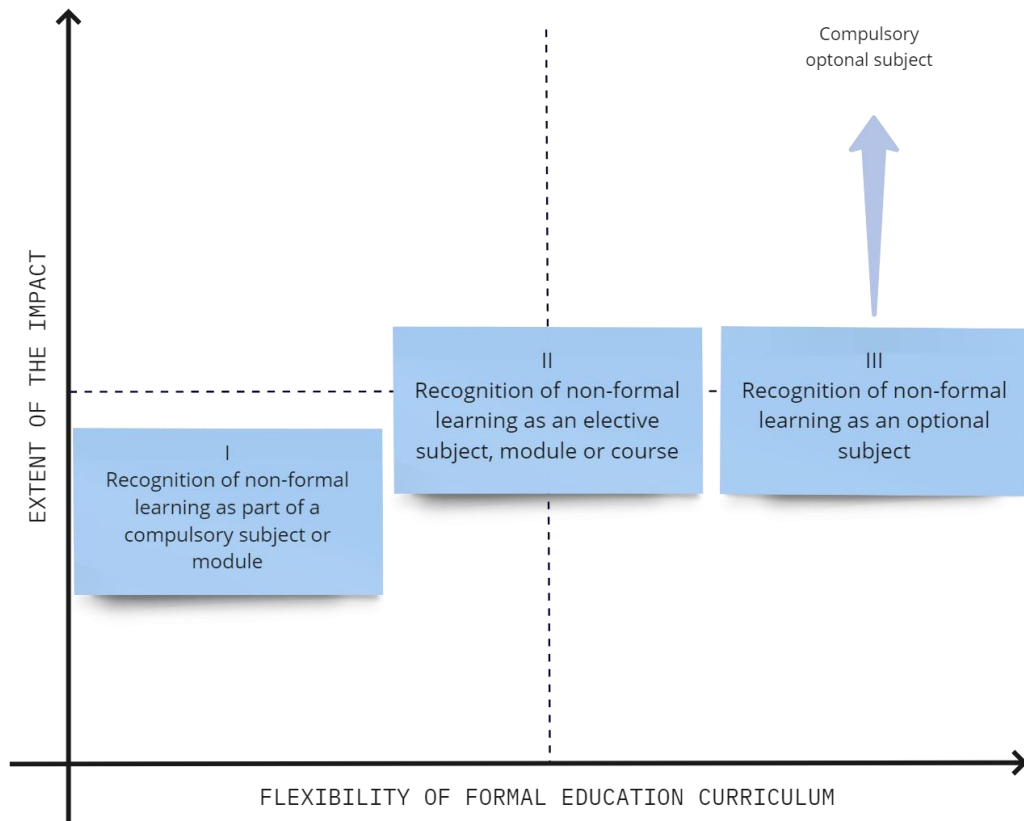 Compulsory
optonal subject
EXTENT OF THE IMPACT
I
Recognition of non-formal
learning as part of a
compulsory subject or
module
II
Recognition of non-formal
learning as an elective
subject, module or course
III
Recognition of non-formal
learning as an optional
subject
FLEXIBILITY OF FORMAL EDUCATION CURRICULUM